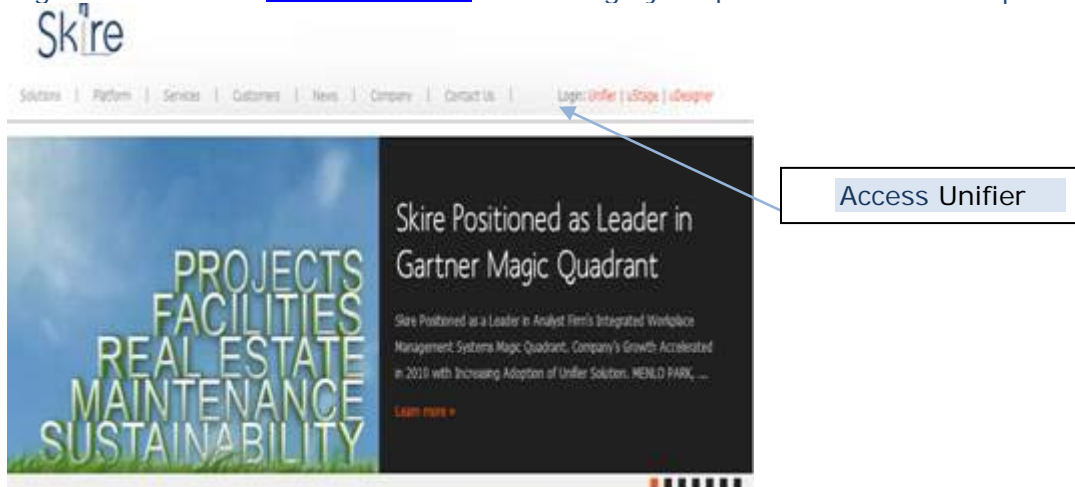 Skire
Solutions | Platform | Services | Customers | News | Company | Contact Us | Login: Unifier | uStage | uDesigner
Access Unifier
PROJECTS
FACILITIES
REAL ESTATE
MAINTENANCE
SUSTAINABILITY
Skire Positioned as Leader in
Gartner Magic Quadrant
Skire Positioned as a Leader in Analyst Firm's Integrated Workplace
Management Systems Magic Quadrant. Company's Growth Accelerated
in 2010 with Increasing Adoption of Unifier Solution. MENLO PARK, ...
Learn more »